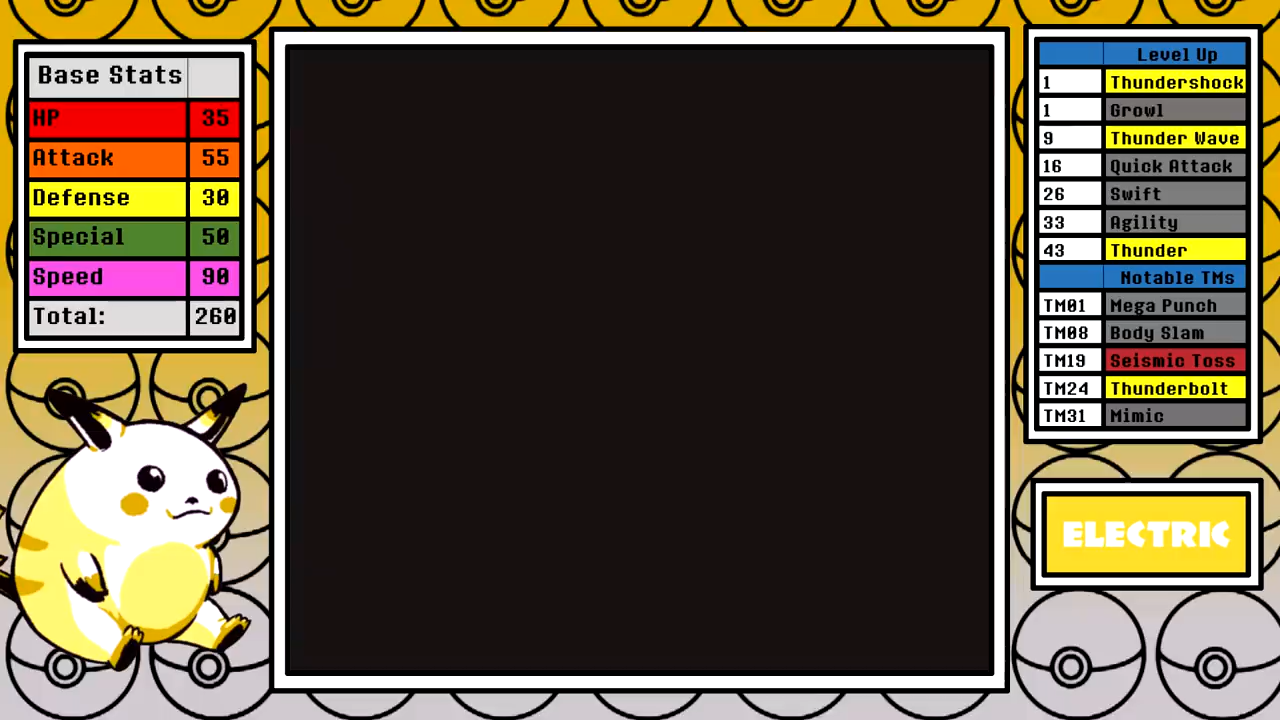 Base Stats
HP 35
Attack 55
Defense 30
Special 50
Speed 90
Total: 260
Level Up
1 Thundershock
1 Growl
9 Thunder Wave
16 Quick Attack
26 Swift
33 Agility
43 Thunder
Notable TMs
TM01 Mega Punch
TM08 Body Slam
TM19 Seismic Toss
TM24 Thunderbolt
TM31 Mimic
ELECTRIC